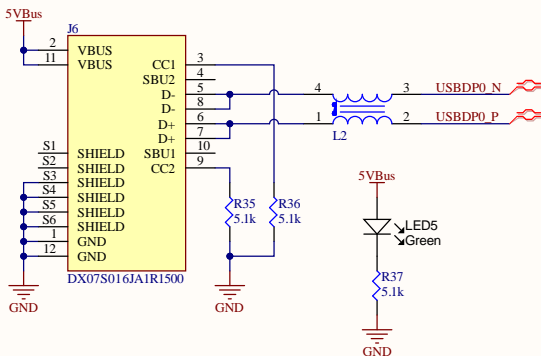 5VBus
J6
2 VBUS CC1 3
11 VBUS SBU2 4
D- 5
D- 8
D+ 6
D+ 7
S1 SHIELD SBU1 10
S2 SHIELD CC2 9
S3 SHIELD
S4 SHIELD
S5 SHIELD
S6 SHIELD
1 GND
12 GND
DX07S016JA1R1500
GND
R35
5.1k
R36
5.1k
GND
4 3 USBDP0_N
1 2 USBDP0_P
L2
5VBus
LED5
Green
R37
5.1k
GND